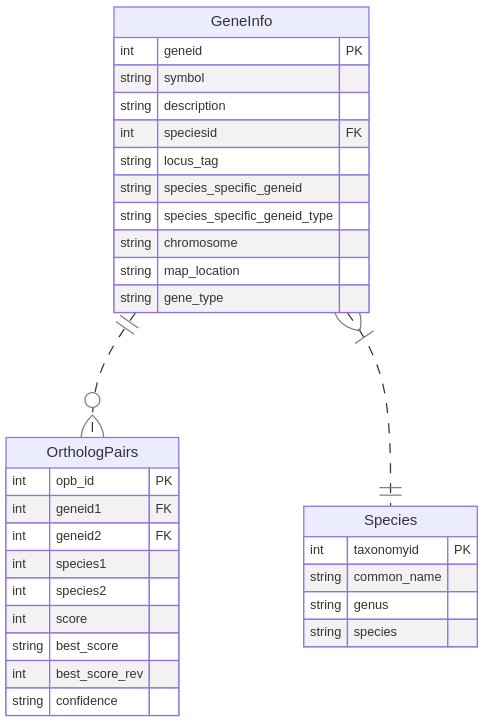 GeneInfo
int geneid PK
string symbol
string description
int speciesid FK
string locus_tag
string species_specific_geneid
string species_specific_geneid_type
string chromosome
string map_location
string gene_type
OrthologPairs
int opb_id PK
int geneid1 FK
int geneid2 FK
int species1
int species2
int score
string best_score
int best_score_rev
string confidence
Species
int taxonomyid PK
string common_name
string genus
string species